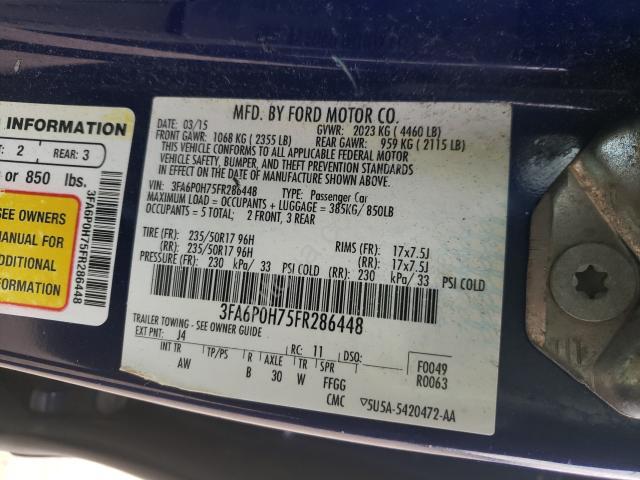 R INFORMATION
2
REAR: 3
or 850 lbs.
SEE OWNERS
MANUAL FOR
ADDITIONAL
INFORMATION
3FA6P0H75FR286448
MFD. BY FORD MOTOR CO.
DATE: 03/15
GVWR: 2023 KG ( 4460 LB)
FRONT GAWR: 1068 KG ( 2355 LB)
REAR GAWR: 959 KG ( 2115 LB)
THIS VEHICLE CONFORMS TO ALL APPLICABLE FEDERAL MOTOR
VEHICLE SAFETY, BUMPER, AND THEFT PREVENTION STANDARDS
IN EFFECT ON THE DATE OF MANUFACTURE SHOWN ABOVE.
VIN: 3FA6P0H75FR286448
TYPE: Passenger Car
MAXIMUM LOAD = OCCUPANTS + LUGGAGE = 385KG/ 850LB
OCCUPANTS = 5 TOTAL; 2 FRONT, 3 REAR
TIRE (FR): 235/50R17 96H
RIMS (FR): 17x7.5J
(RR): 235/50R17 96H
(RR): 17x7.5J
PRESSURE (FR): 230 kPa/ 33 PSI COLD
(RR) 230 kPa/ 33 PSI COLD
3FA6P0H75FR286448
TRAILER TOWING - SEE OWNER GUIDE
EXT PNT: J4
RC: 11
DSO:
F0049
R0063
INT TR
TP/PS
R
AXLE
TR
SPR
AW
B
30
W
FFGG
CMC
5U5A-5420472-AA